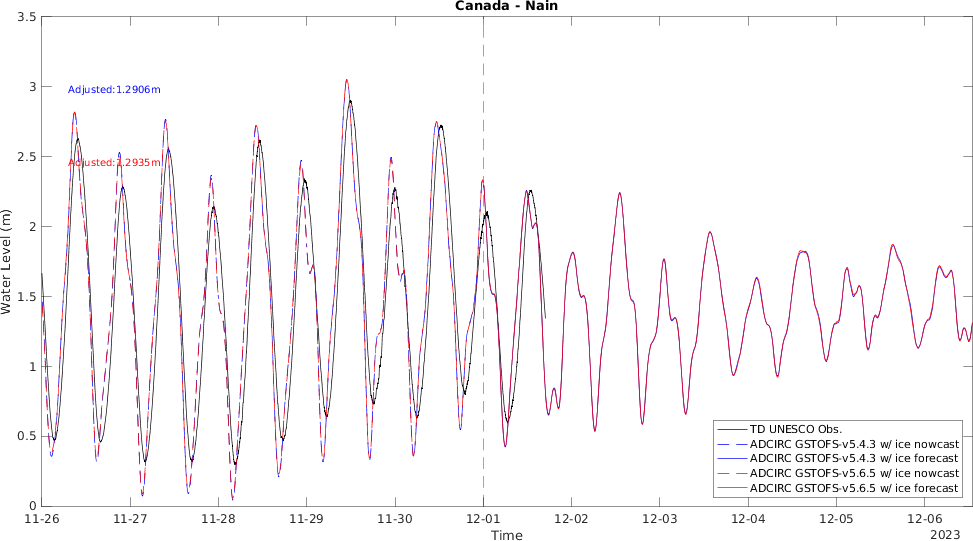 Canada - Nain
3.5
3
2.5
2
1.5
1
0.5
0
Water Level (m)
Adjusted:1.2906m
Adjusted:1.2935m
TD UNESCO Obs.
ADCIRC GSTOFS-v5.4.3 w/ ice nowcast
ADCIRC GSTOFS-v5.4.3 w/ ice forecast
ADCIRC GSTOFS-v5.6.5 w/ ice nowcast
ADCIRC GSTOFS-v5.6.5 w/ ice forecast
11-26 11-27 11-28 11-29 11-30 12-01 12-02 12-03 12-04 12-05 12-06
Time
2023